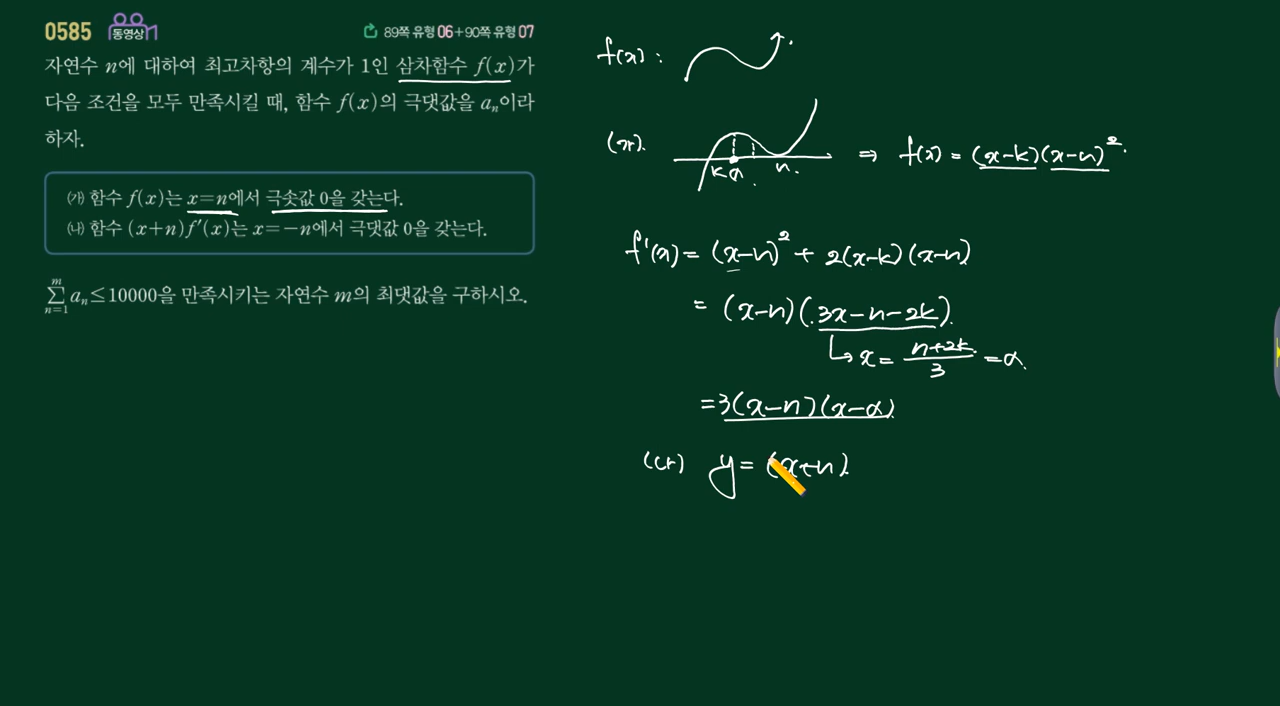 0585 동영상 89쪽 유형 06+90쪽 유형 07
자연수 n에 대하여 최고차항의 계수가 1인 삼차함수 f(x)가
다음 조건을 모두 만족시킬 때, 함수 f(x)의 극댓값을 aₙ이라
하자.
㈎ 함수 f(x)는 x=n에서 극솟값 0을 갖는다.
㈏ 함수 (x+n)f′(x)는 x=−n에서 극댓값 0을 갖는다.
∑_{n=1}^{m} aₙ≤10000을 만족시키는 자연수 m의 최댓값을 구하시오.
f(x) :
(가). k α n. ⇒ f(x) = (x-k)(x-n)².
f'(x) = (x-n)² + 2(x-k)(x-n)
= (x-n)(3x-n-2k).
↳ x = (n+2k)/3 = α.
= 3(x-n)(x-α)
(나) y = (x+n)